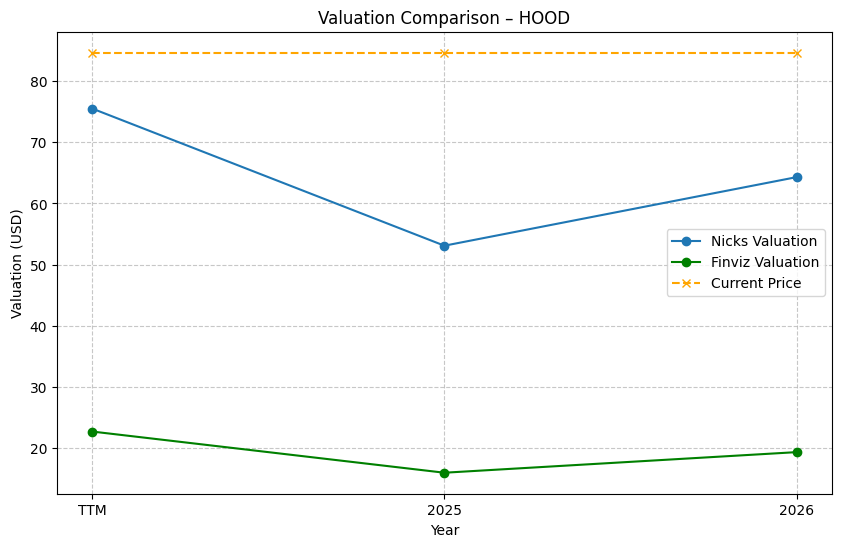 Valuation Comparison – HOOD
Valuation (USD)
80
70
60
50
40
30
20
Nicks Valuation
Finviz Valuation
Current Price
TTM
2025
2026
Year